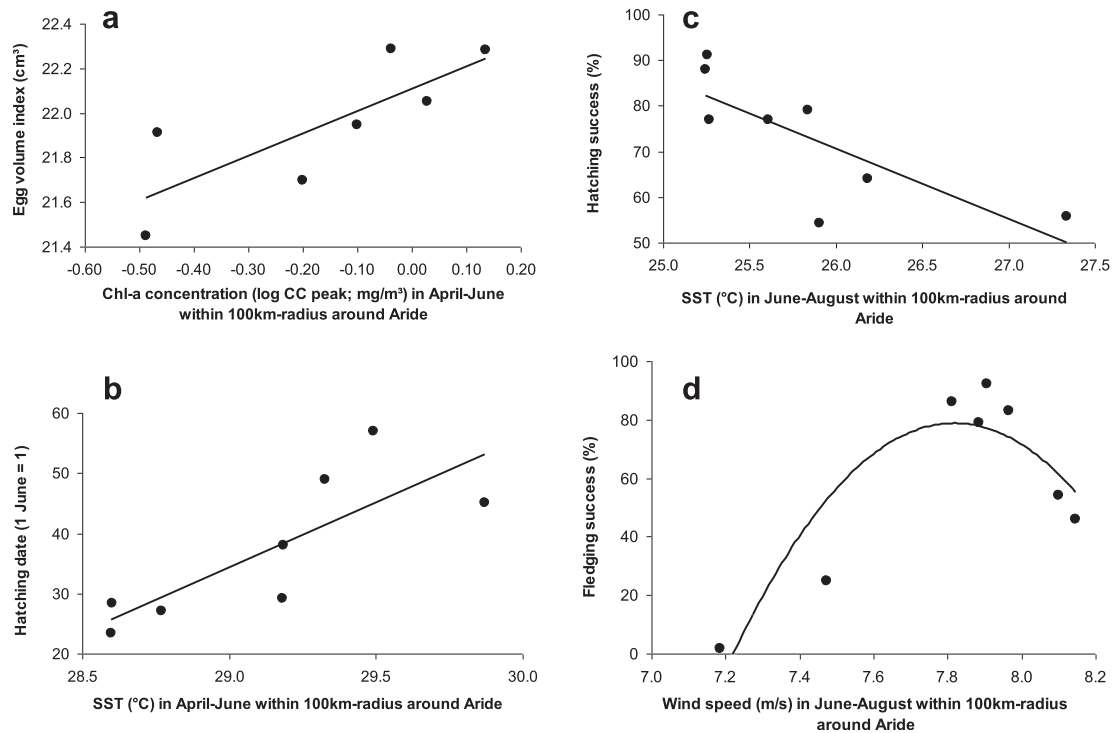 a
22.4
22.2
22.0
21.8
21.6
21.4
Egg volume index (cm³)
-0.60 -0.50 -0.40 -0.30 -0.20 -0.10 0.00 0.10 0.20
Chl-a concentration (log CC peak; mg/m³) in April-June
within 100km-radius around Aride
c
100
90
80
70
60
50
Hatching success (%)
25.0 25.5 26.0 26.5 27.0 27.5
SST (°C) in June-August within 100km-radius around
Aride
b
60
50
40
30
20
Hatching date (1 June = 1)
28.5 29.0 29.5 30.0
SST (°C) in April-June within 100km-radius around Aride
d
100
80
60
40
20
0
Fledging success (%)
7.0 7.2 7.4 7.6 7.8 8.0 8.2
Wind speed (m/s) in June-August within 100km-radius
around Aride